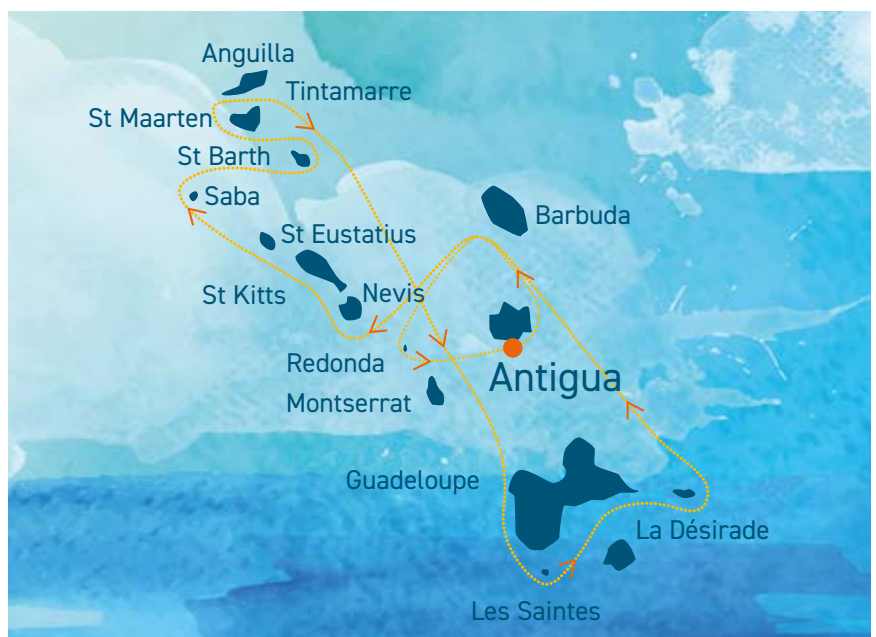 Anguilla
Tintamarre
St Maarten
St Barth
Saba
Barbuda
St Eustatius
St Kitts
Nevis
Redonda
Antigua
Montserrat
Guadeloupe
La Désirade
Les Saintes